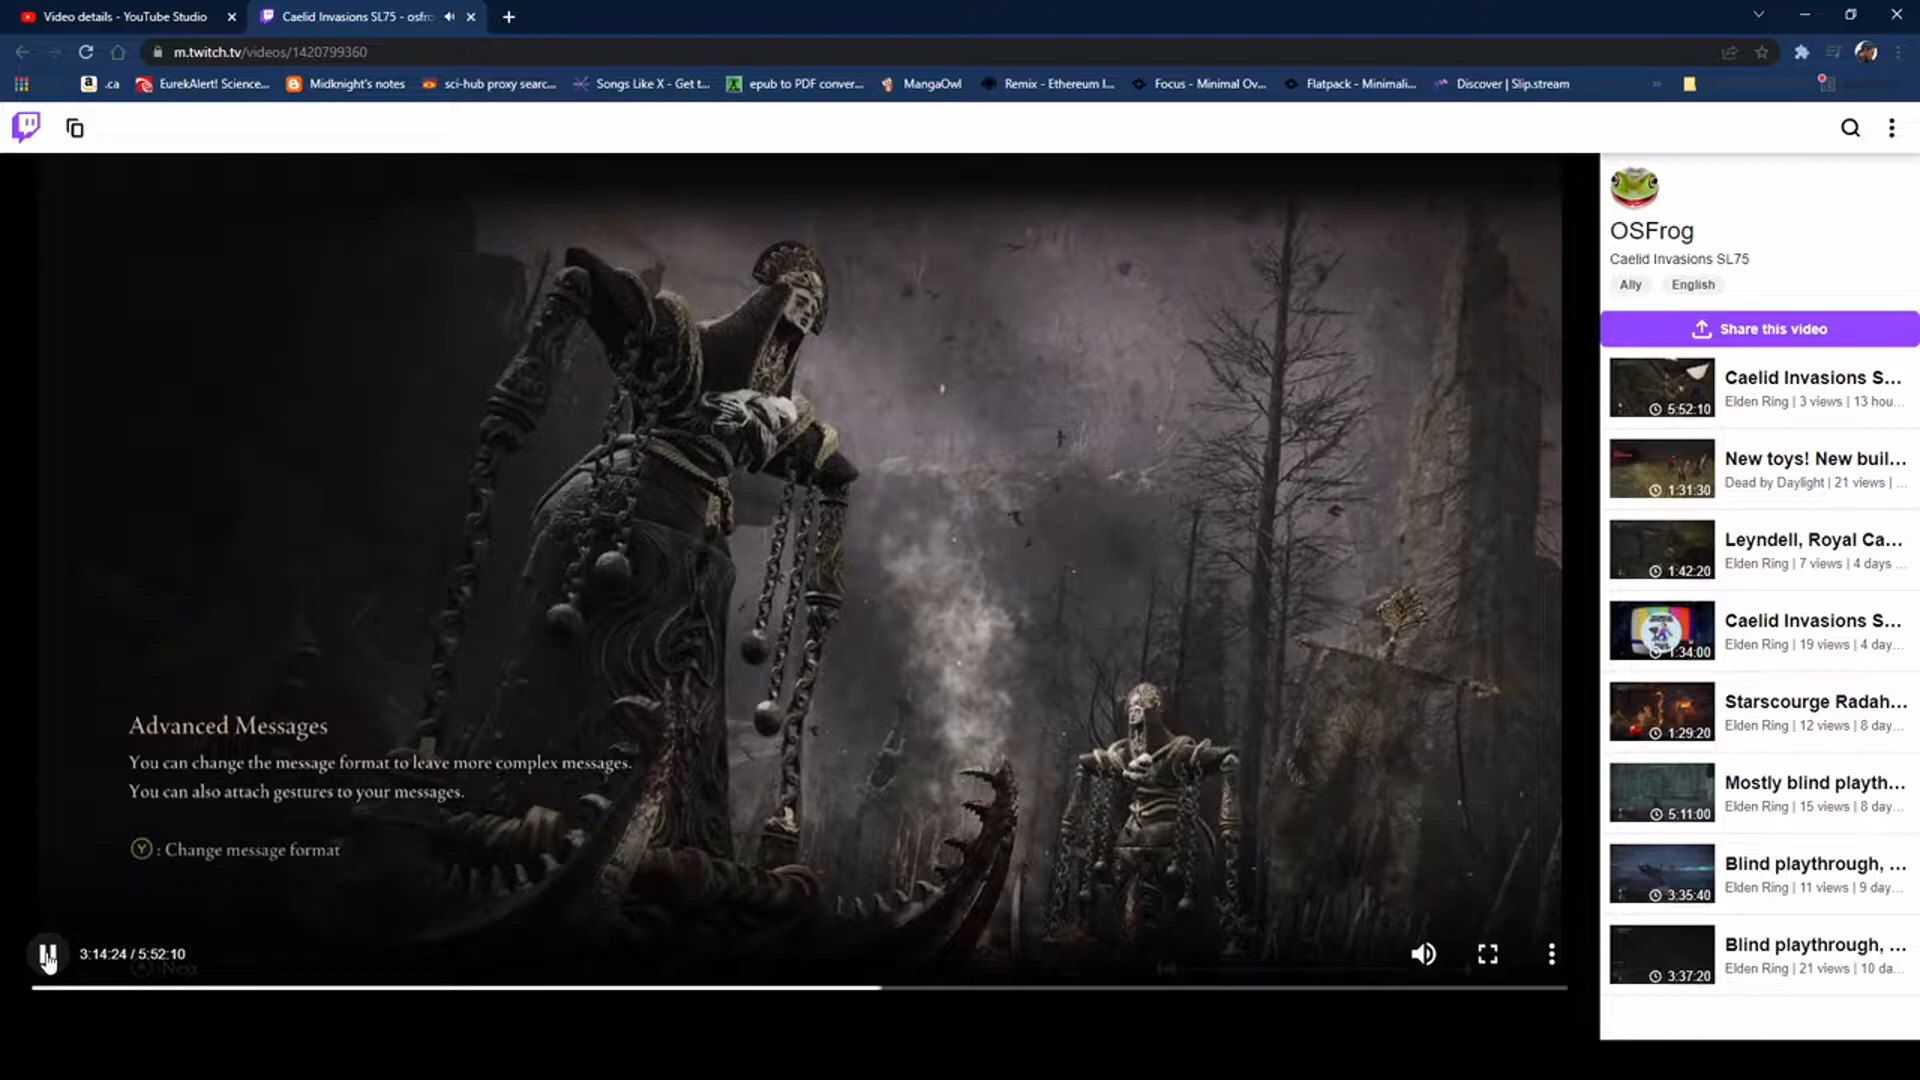 Video details - YouTube Studio
Caelid Invasions SL75 - osfro
m.twitch.tv/videos/1420799360
.ca
EurekAlert! Science...
Midknight's notes
sci-hub proxy searc...
Songs Like X - Get t...
epub to PDF conver...
MangaOwl
Remix - Ethereum I...
Focus - Minimal Ov...
Flatpack - Minimali...
Discover | Slip.stream
OSFrog
Caelid Invasions SL75
Ally English
Share this video
Caelid Invasions S...
Elden Ring | 3 views | 13 hou...
5:52:10
New toys! New buil...
Dead by Daylight | 21 views | ...
1:31:30
Leyndell, Royal Ca...
Elden Ring | 7 views | 4 days ...
1:42:20
Caelid Invasions S...
Elden Ring | 19 views | 4 day...
1:34:00
Starscourge Radah...
Elden Ring | 12 views | 8 day...
1:29:20
Mostly blind playth...
Elden Ring | 15 views | 8 day...
5:11:00
Blind playthrough, ...
Elden Ring | 11 views | 9 day...
3:35:40
Blind playthrough, ...
Elden Ring | 21 views | 10 da...
3:37:20
Advanced Messages
You can change the message format to leave more complex messages.
You can also attach gestures to your messages.
Y : Change message format
3:14:24 / 5:52:10
Next